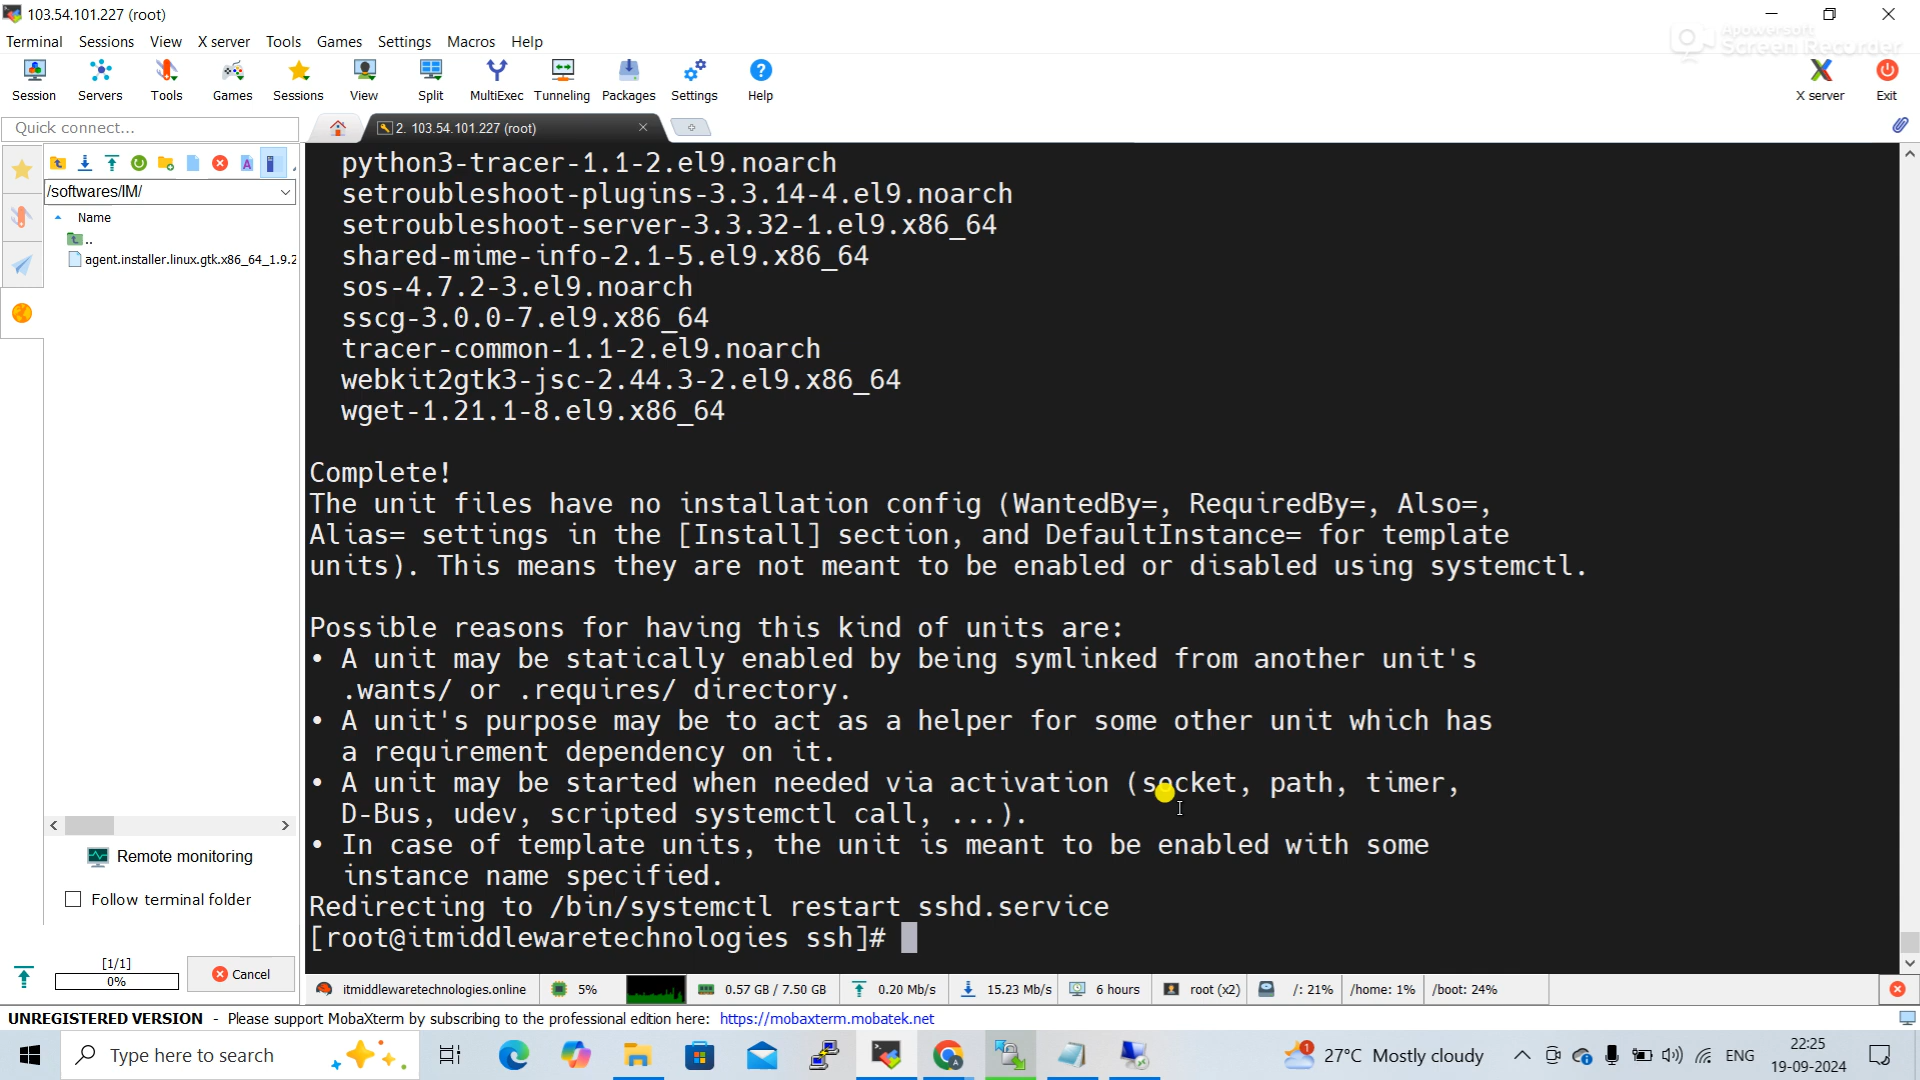 103.54.101.227 (root)
Apowersoft
Screen Recorder
Terminal Sessions View X server Tools Games Settings Macros Help
Session Servers Tools Games Sessions View Split MultiExec Tunneling Packages Settings Help X server Exit
Quick connect...
2. 103.54.101.227 (root)
/softwares/IM/
Name
..
agent.installer.linux.gtk.x86_64_1.9.2
python3-tracer-1.1-2.el9.noarch
setroubleshoot-plugins-3.3.14-4.el9.noarch
setroubleshoot-server-3.3.32-1.el9.x86_64
shared-mime-info-2.1-5.el9.x86_64
sos-4.7.2-3.el9.noarch
sscg-3.0.0-7.el9.x86_64
tracer-common-1.1-2.el9.noarch
webkit2gtk3-jsc-2.44.3-2.el9.x86_64
wget-1.21.1-8.el9.x86_64
Complete!
The unit files have no installation config (WantedBy=, RequiredBy=, Also=,
Alias= settings in the [Install] section, and DefaultInstance= for template
units). This means they are not meant to be enabled or disabled using systemctl.
Possible reasons for having this kind of units are:
• A unit may be statically enabled by being symlinked from another unit's
.wants/ or .requires/ directory.
• A unit's purpose may be to act as a helper for some other unit which has
a requirement dependency on it.
• A unit may be started when needed via activation (socket, path, timer,
D-Bus, udev, scripted systemctl call, ...).
• In case of template units, the unit is meant to be enabled with some
instance name specified.
Redirecting to /bin/systemctl restart sshd.service
[root@itmiddlewaretechnologies ssh]#
Remote monitoring
Follow terminal folder
[1/1]
0%
Cancel
itmiddlewaretechnologies.online 5% 0.57 GB / 7.50 GB 0.20 Mb/s 15.23 Mb/s 6 hours root (x2) /: 21% /home: 1% /boot: 24%
UNREGISTERED VERSION - Please support MobaXterm by subscribing to the professional edition here: https://mobaxterm.mobatek.net
Type here to search
1
27°C Mostly cloudy
ENG
22:25
19-09-2024